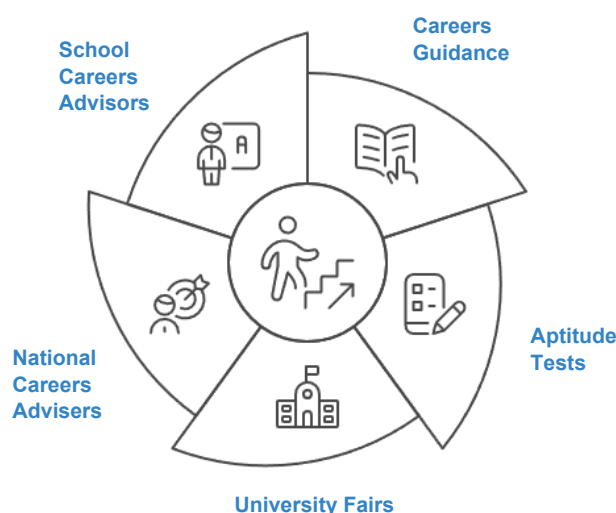 School
Careers
Advisors
Careers
Guidance
Aptitude
Tests
National
Careers
Advisers
University Fairs